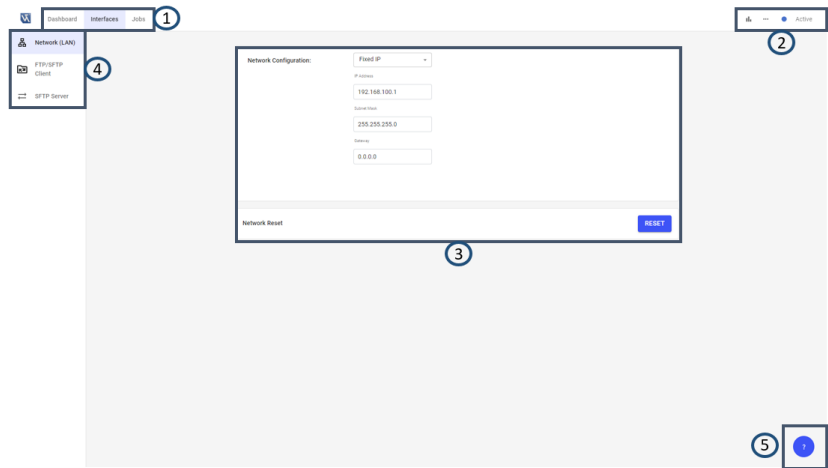 Dashboard Interfaces Jobs 1
Active
2
Network (LAN)
FTP/SFTP
Client
4
SFTP Server
Network Configuration: Fixed IP
IP Address
192.168.100.1
Subnet Mask
255.255.255.0
Gateway
0.0.0.0
Network Reset RESET
3
5 ?